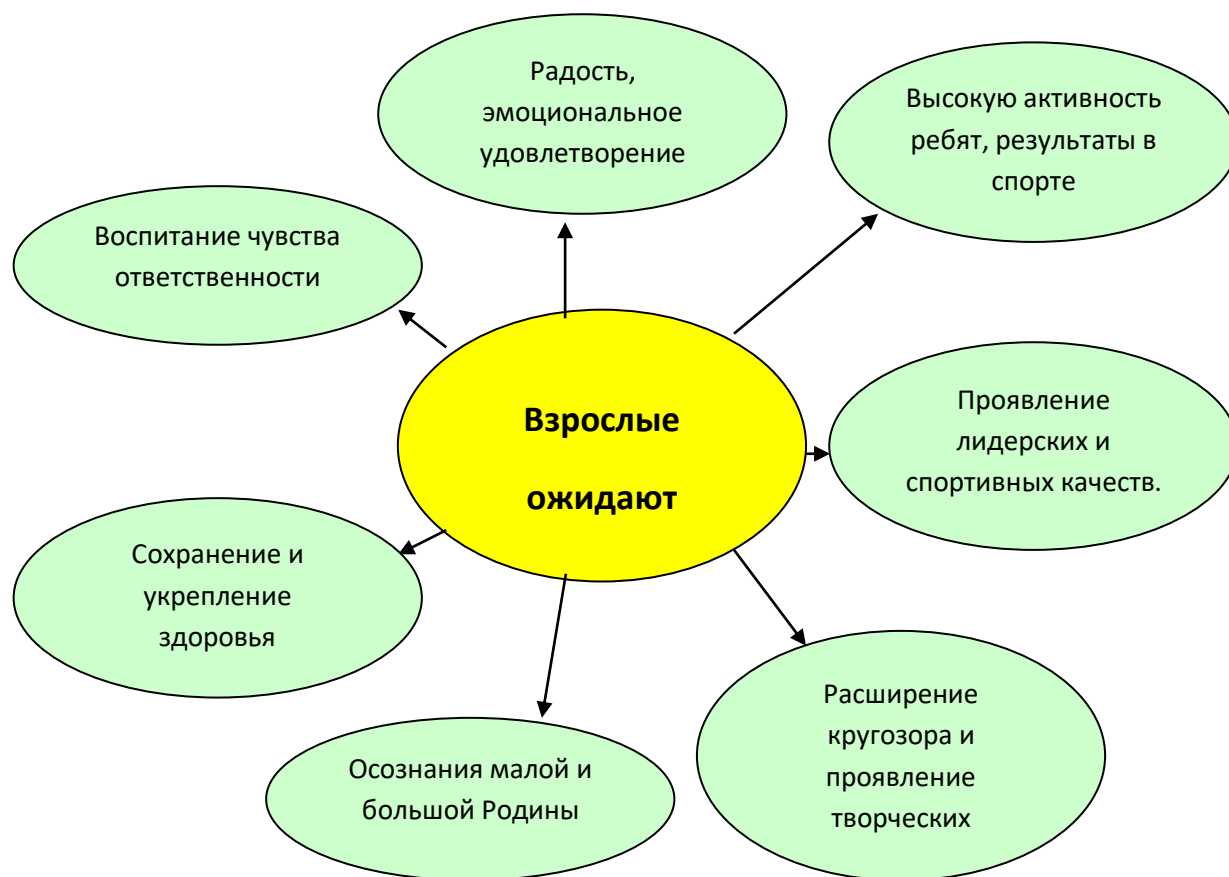 Радость,
эмоциональное
удовлетворение
Высокую активность
ребят, результаты в
спорте
Воспитание чувства
ответственности
Взрослые
ожидают
Проявление
лидерских и
спортивных качеств.
Сохранение и
укрепление
здоровья
Расширение
кругозора и
проявление
творческих
Осознания малой и
большой Родины